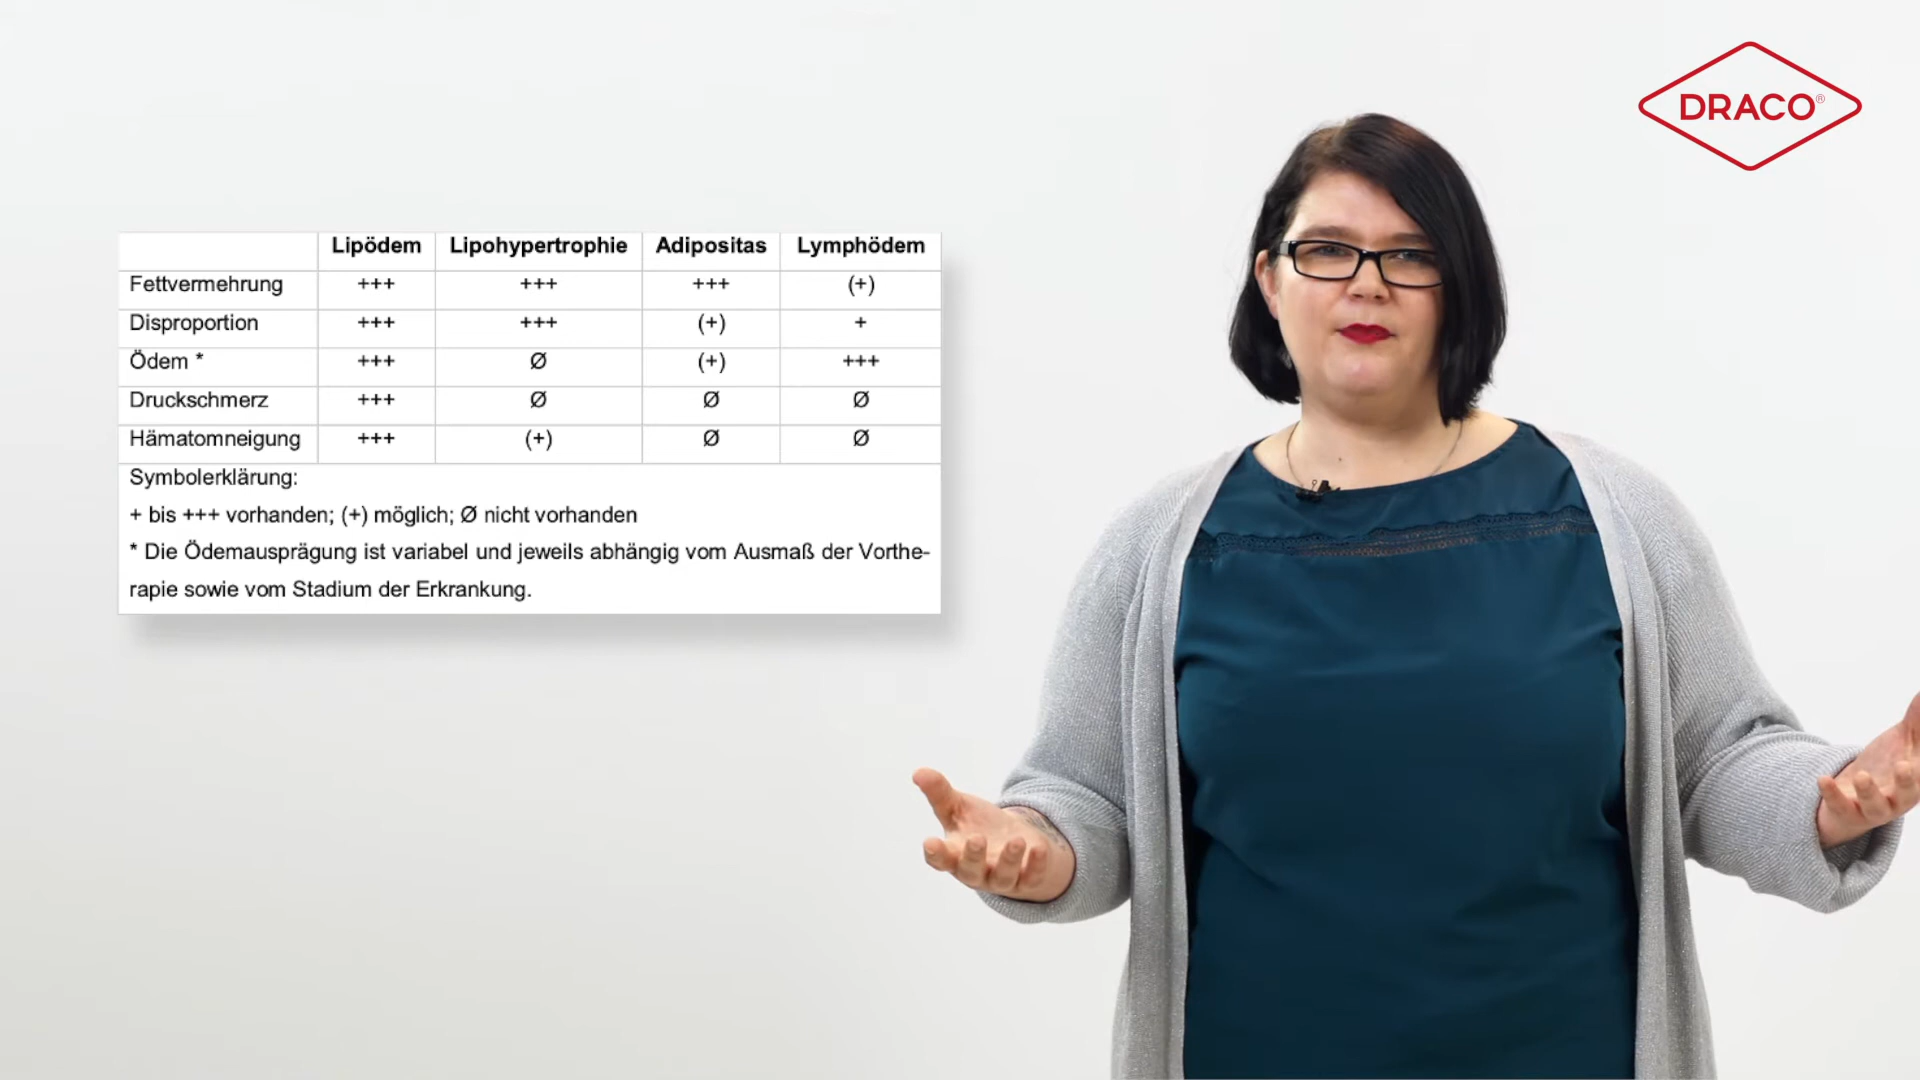 DRACO®
Lipödem Lipohypertrophie Adipositas Lymphödem
Fettvermehrung +++ +++ +++ (+)
Disproportion +++ +++ (+) +
Ödem * +++ Ø (+) +++
Druckschmerz +++ Ø Ø Ø
Hämatomneigung +++ (+) Ø Ø
Symbolerklärung:
+ bis +++ vorhanden; (+) möglich; Ø nicht vorhanden
* Die Ödemausprägung ist variabel und jeweils abhängig vom Ausmaß der Vorthe-
rapie sowie vom Stadium der Erkrankung.